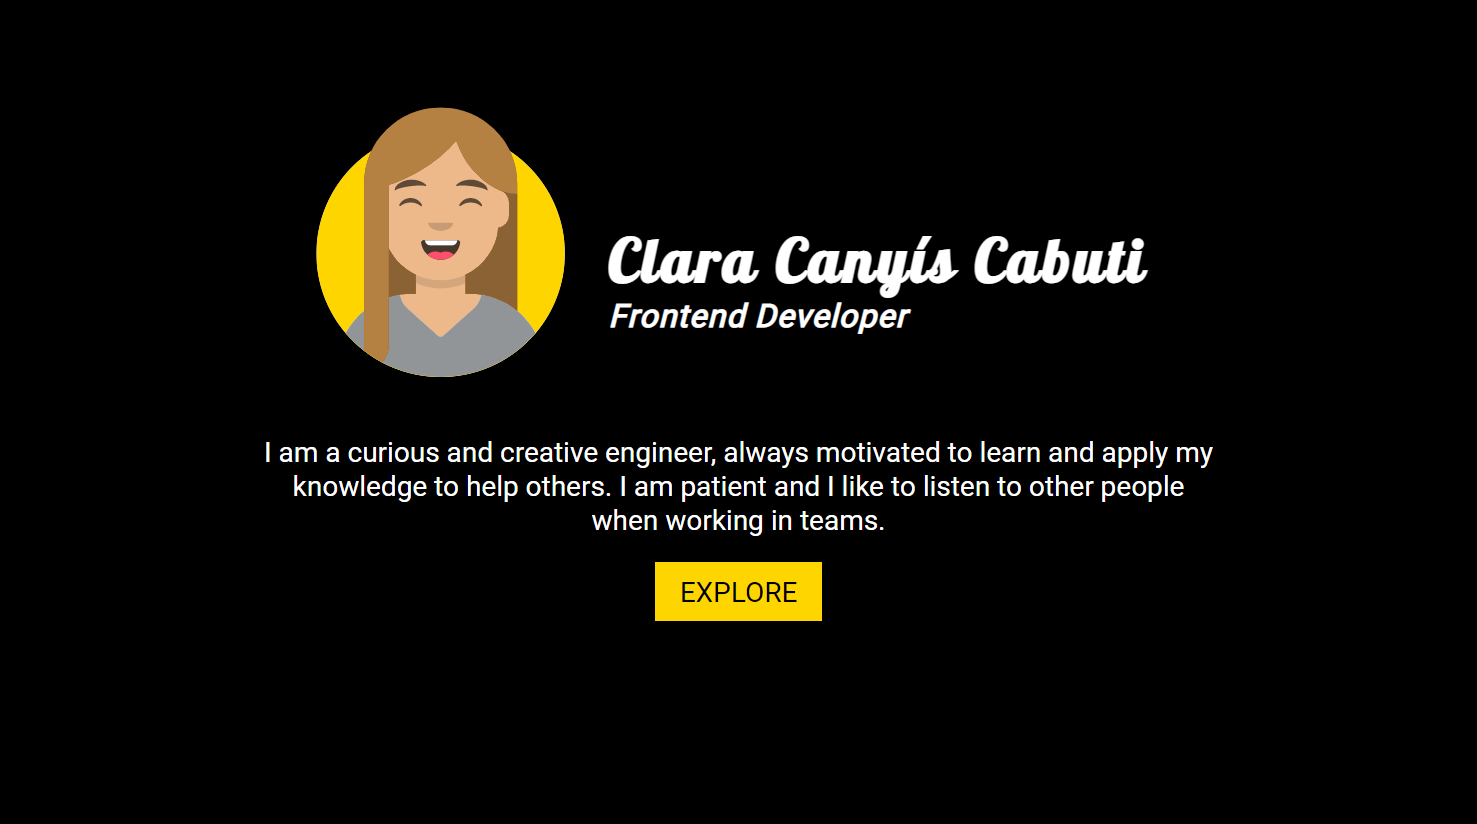 Clara Canyís Cabuti
Frontend Developer
I am a curious and creative engineer, always motivated to learn and apply my
knowledge to help others. I am patient and I like to listen to other people
when working in teams.
EXPLORE